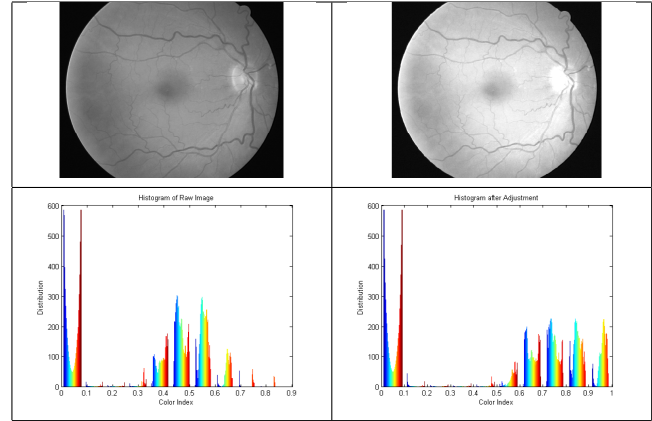 Histogram of Raw Image
600
500
400
300
200
100
0
Distribution
0 0.1 0.2 0.3 0.4 0.5 0.6 0.7 0.8 0.9
Color Index
Histogram after Adjustment
600
500
400
300
200
100
0
Distribution
0 0.1 0.2 0.3 0.4 0.5 0.6 0.7 0.8 0.9 1
Color Index